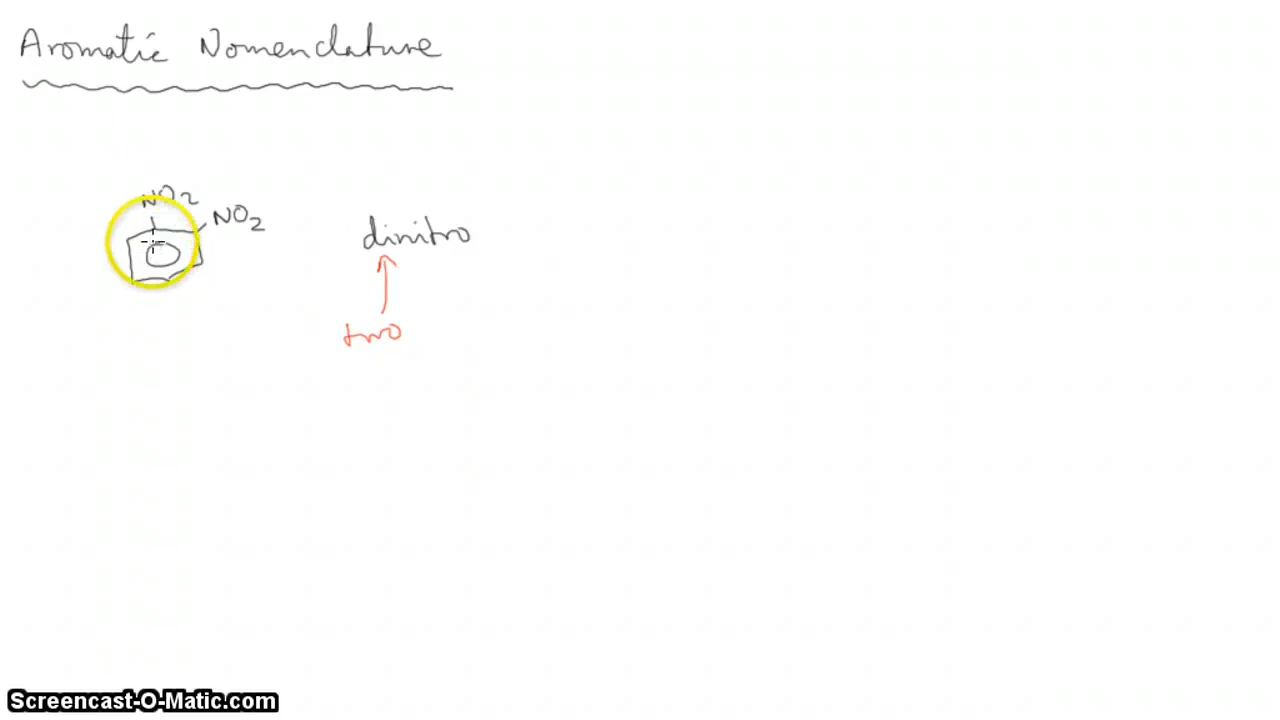 Aromatic Nomenclature
NO2
NO2
dinitro
two
Screencast-O-Matic.com